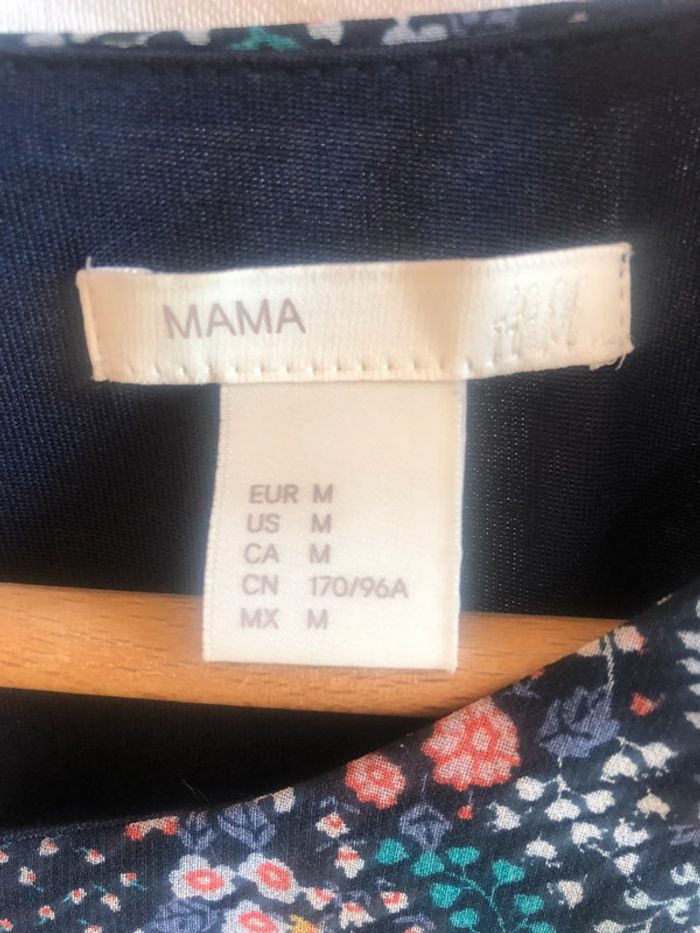 MAMA H&M
EUR M
US M
CA M
CN 170/96A
MX M